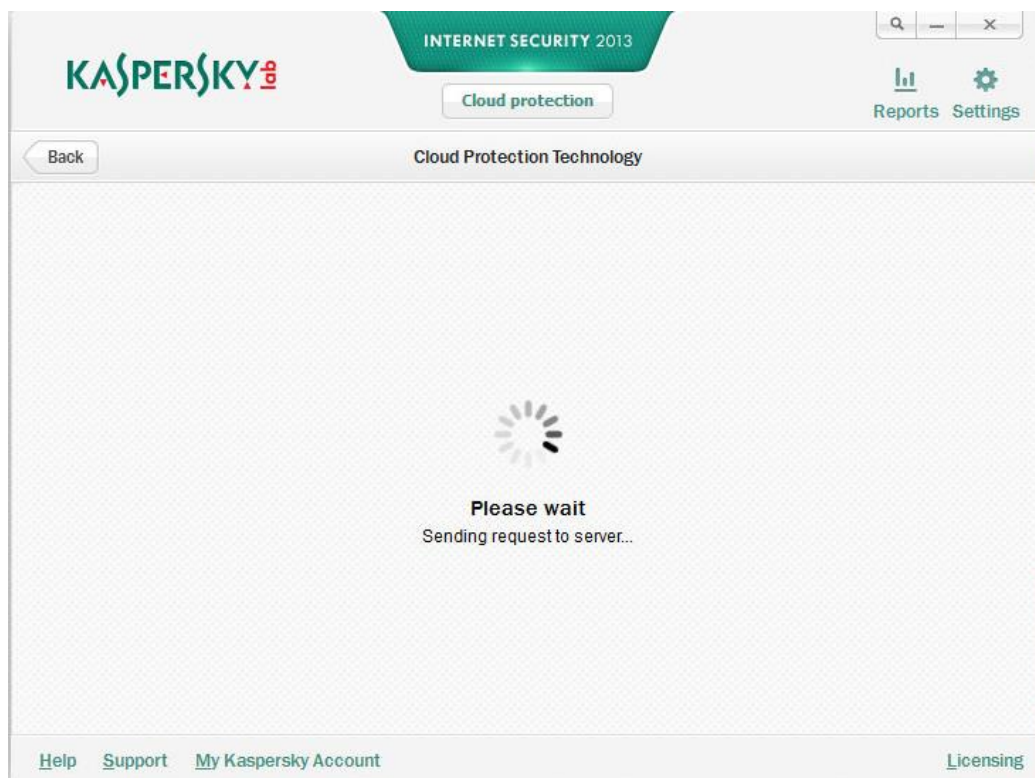 KASPERSKY lab
INTERNET SECURITY 2013
Cloud protection
Reports Settings
Back
Cloud Protection Technology
Please wait
Sending request to server...
Help Support My Kaspersky Account Licensing